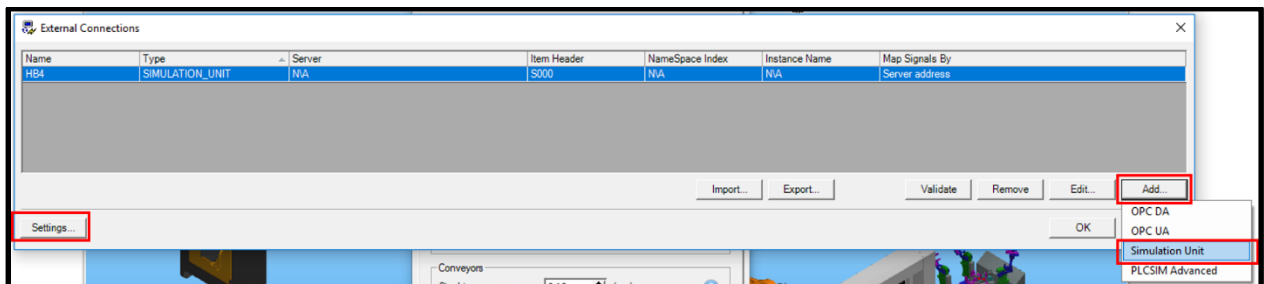 External Connections
Name Type Server Item Header NameSpace Index Instance Name Map Signals By
HB4 SIMULATION_UNIT N\A S000 N\A N\A Server address
Import... Export... Validate Remove Edit... Add...
Settings... OK
OPC DA
OPC UA
Simulation Unit
PLCSIM Advanced
Conveyors